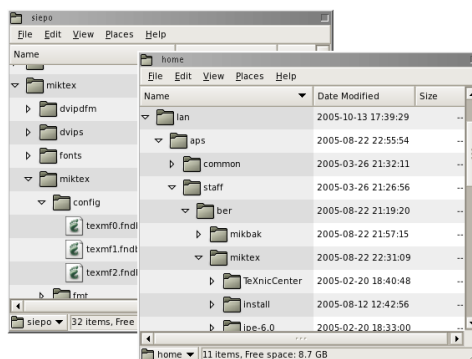 siepo
File Edit View Places Help
Name
miktex
dvipdfm
dvips
fonts
miktex
config
texmf0.fndb
texmf1.fndb
texmf2.fndb
fmt
siepo 32 items, Free
home
File Edit View Places Help
Name Date Modified Size
lan 2005-10-13 17:39:29 --
aps 2005-08-22 22:55:54 --
common 2005-03-26 21:32:11 --
staff 2005-03-26 21:26:56 --
ber 2005-08-22 21:19:20 --
mikbak 2005-08-22 21:57:15 --
miktex 2005-08-22 22:31:09 --
TeXnicCenter 2005-02-20 18:40:48 --
install 2005-08-12 12:42:56 --
ipe-6.0 2005-02-20 18:33:00 --
home 11 items, Free space: 8.7 GB